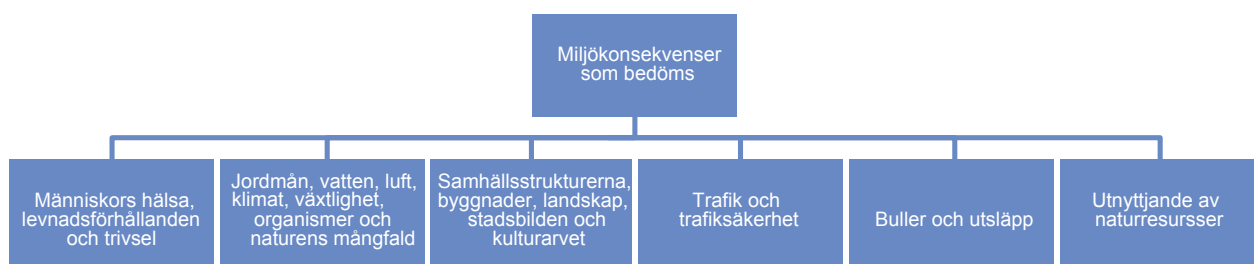 Miljökonsekvenser
som bedöms
Människors hälsa,
levnadsförhållanden
och trivsel
Jordmån, vatten, luft,
klimat, växtlighet,
organismer och
naturens mångfald
Samhällsstrukturerna,
byggnader, landskap,
stadsbilden och
kulturarvet
Trafik och
trafiksäkerhet
Buller och utsläpp
Utnyttjande av
naturresursser